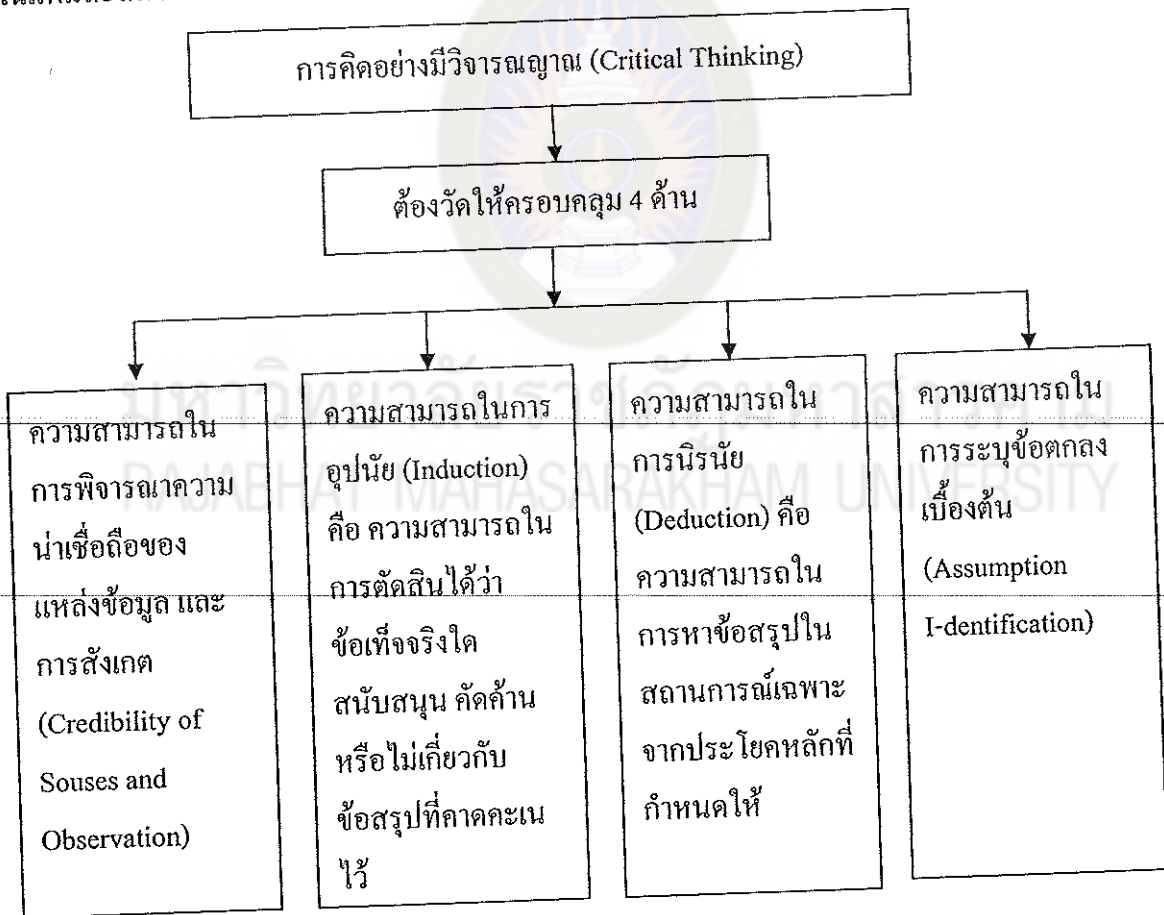 การคิดอย่างมีวิจารณญาณ (Critical Thinking)
ต้องวัดให้ครอบคลุม 4 ด้าน
ความสามารถใน
การพิจารณาความ
น่าเชื่อถือของ
แหล่งข้อมูล และ
การสังเกต
(Credibility of
Souses and
Observation)
ความสามารถในการ
อุปนัย (Induction)
คือ ความสามารถใน
การตัดสินได้ว่า
ข้อเท็จจริงใด
สนับสนุน คัดค้าน
หรือไม่เกี่ยวกับ
ข้อสรุปที่คาดคะเน
ไว้
ความสามารถใน
การนิรนัย
(Deduction) คือ
ความสามารถใน
การหาข้อสรุปใน
สถานการณ์เฉพาะ
จากประโยคหลักที่
กำหนดให้
ความสามารถใน
การระบุข้อตกลง
เบื้องต้น
(Assumption
I-dentification)
มหาวิทยาลัยราชภัฏมหาสารคาม
RAJABHAT MAHASARAKHAM UNIVERSITY